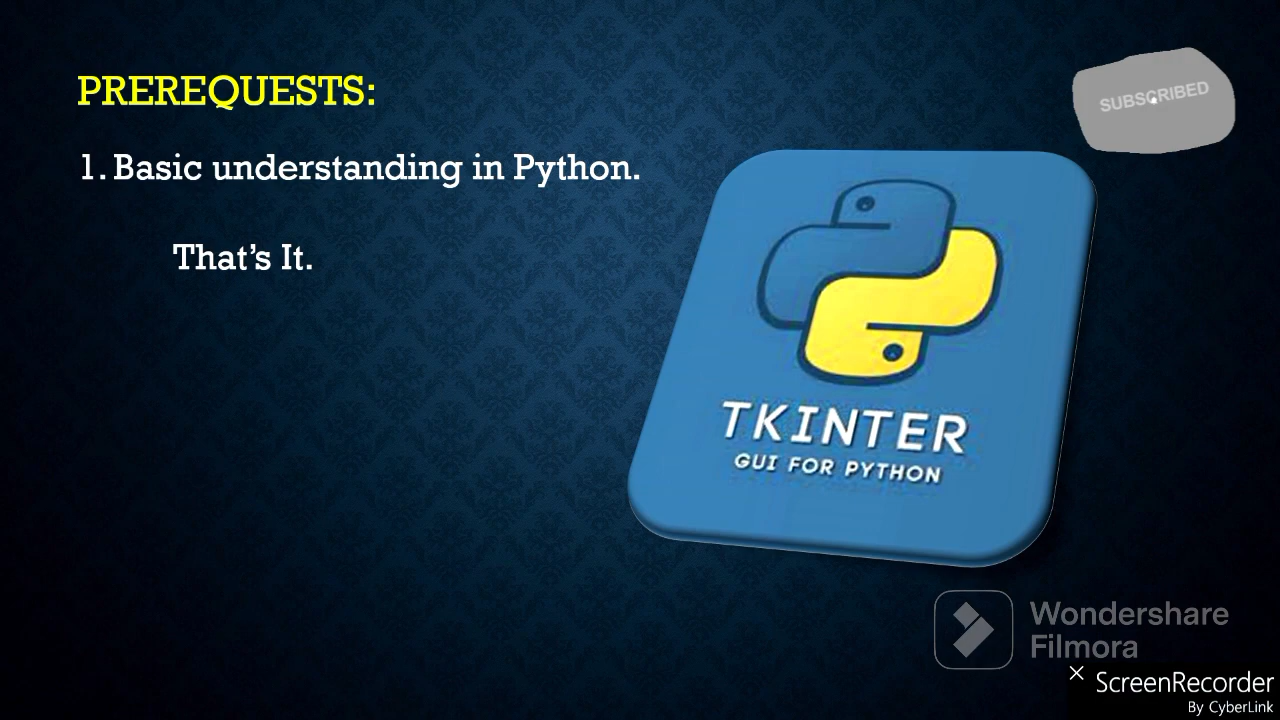 PREREQUESTS:
SUBSCRIBED
1. Basic understanding in Python.
That's It.
TKINTER
GUI FOR PYTHON
Wondershare
Filmora
ScreenRecorder
By CyberLink